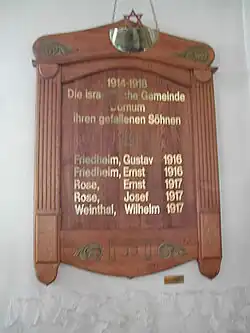 1914-1918
Die Israelitische Gemeinde
Dornum
ihren gefallenen Söhnen
Friedheim, Gustav 1916
Friedheim, Ernst 1916
Rose, Ernst 1917
Rose, Josef 1917
Weinthal, Wilhelm 1917